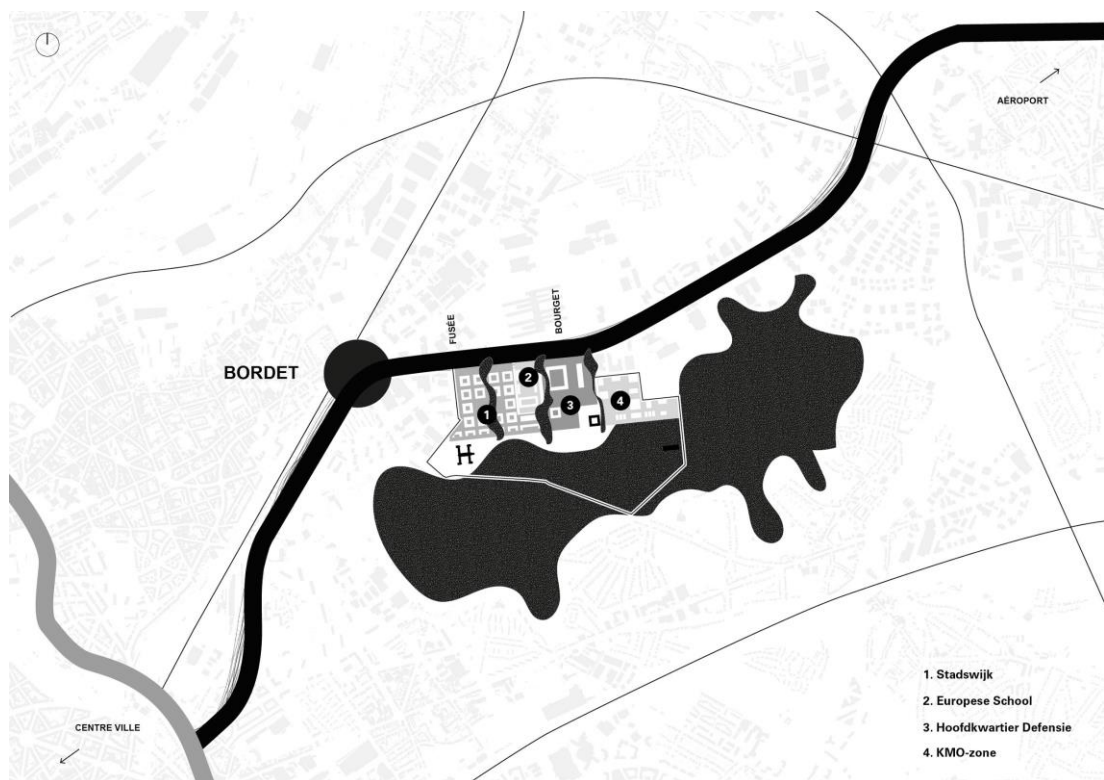 AÉROPORT
FUSÉE
BOURGET
BORDET
2
1
3
4
1. Stadswijk
2. Europese School
3. Hoofdkwartier Defensie
4. KMO-zone
CENTRE VILLE